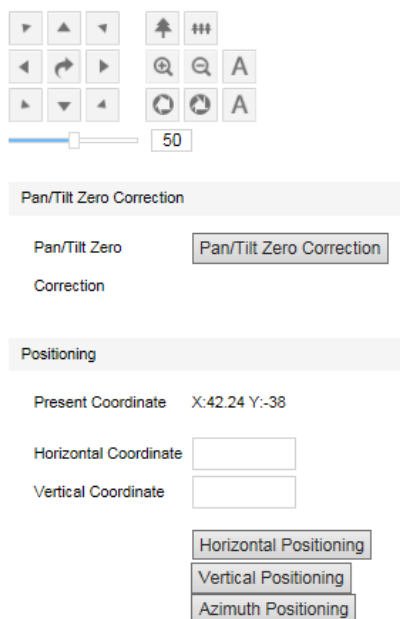 A
A
50
Pan/Tilt Zero Correction
Pan/Tilt Zero Pan/Tilt Zero Correction
Correction
Positioning
Present Coordinate X:42.24 Y:-38
Horizontal Coordinate
Vertical Coordinate
Horizontal Positioning
Vertical Positioning
Azimuth Positioning